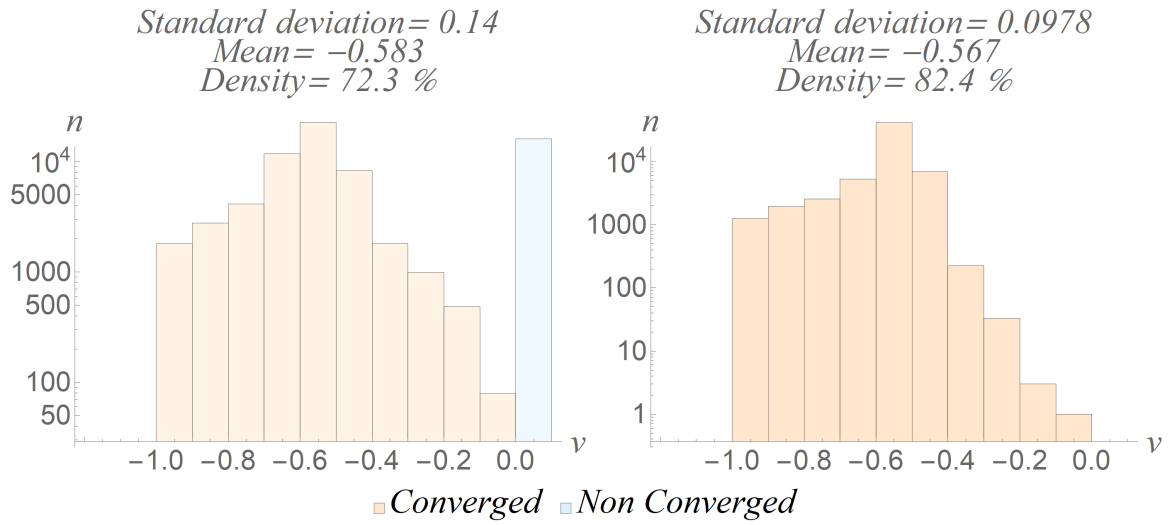 Standard deviation= 0.14
Mean= −0.583
Density= 72.3 %
n
10^4
5000
1000
500
100
50
−1.0 −0.8 −0.6 −0.4 −0.2 0.0
v
Standard deviation= 0.0978
Mean= −0.567
Density= 82.4 %
n
10^4
1000
100
10
1
−1.0 −0.8 −0.6 −0.4 −0.2 0.0
v
Converged Non Converged